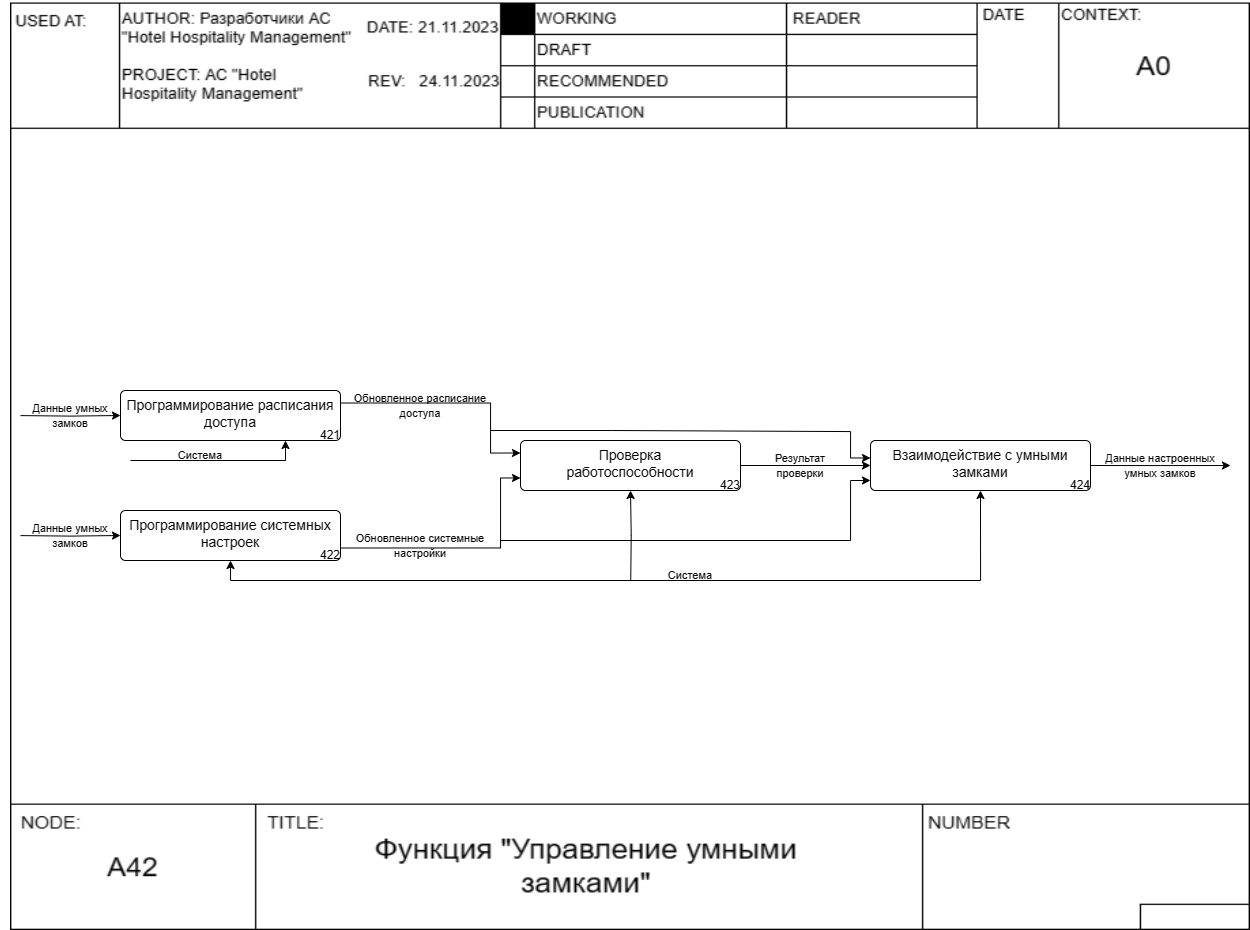 USED AT:
AUTHOR: Разработчики АС
"Hotel Hospitality Management"
DATE: 21.11.2023
PROJECT: АС "Hotel
Hospitality Management"
REV: 24.11.2023
WORKING
DRAFT
RECOMMENDED
PUBLICATION
READER
DATE
CONTEXT:
A0
Данные умных
замков
Программирование расписания
доступа
421
Система
Обновленное расписание
доступа
Данные умных
замков
Программирование системных
настроек
422
Обновленное системные
настройки
Проверка
работоспособности
423
Результат
проверки
Взаимодействие с умными
замками
424
Данные настроенных
умных замков
Система
NODE:
A42
TITLE:
Функция "Управление умными
замками"
NUMBER